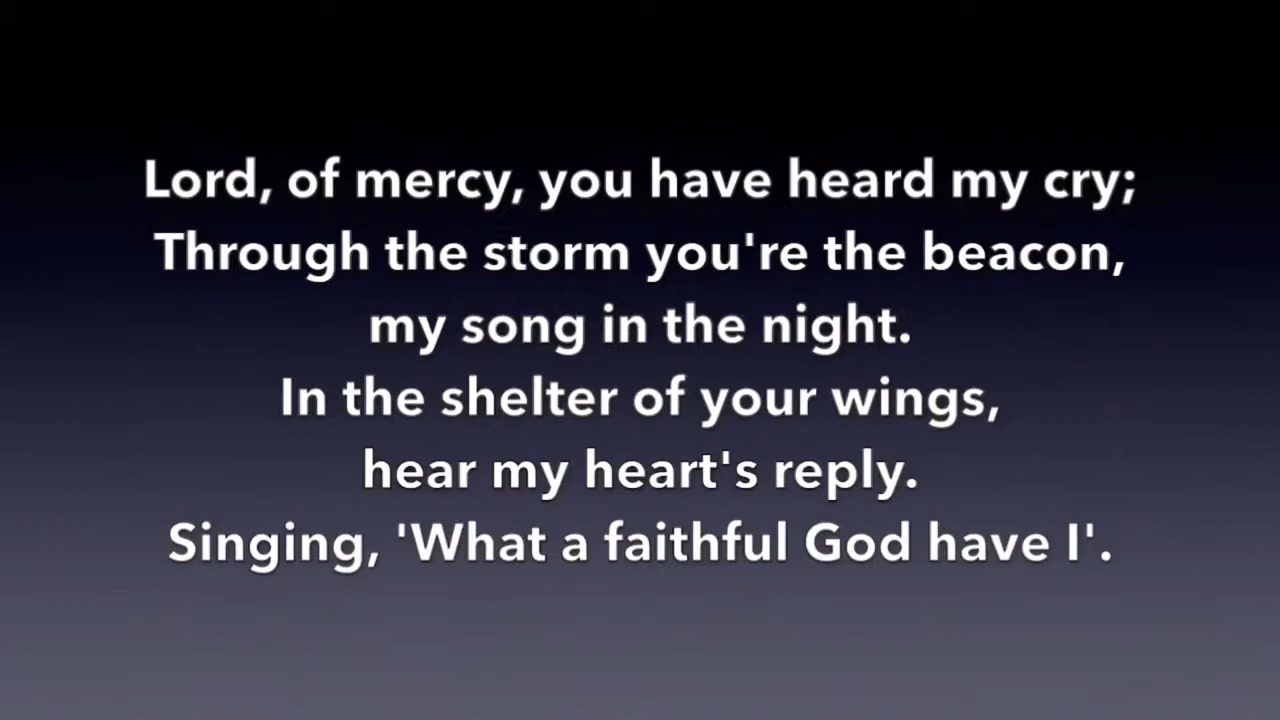 Lord, of mercy, you have heard my cry;
Through the storm you're the beacon,
my song in the night.
In the shelter of your wings,
hear my heart's reply.
Singing, 'What a faithful God have I'.